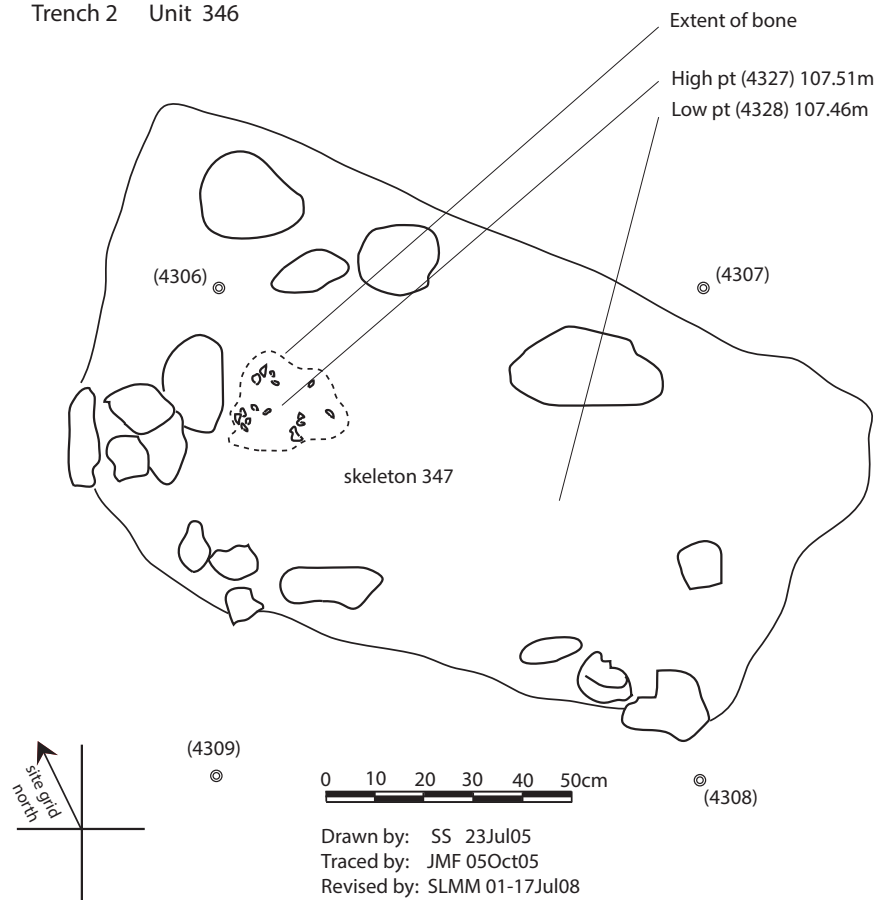 Trench 2 Unit 346
Extent of bone
High pt (4327) 107.51m
Low pt (4328) 107.46m
(4306)
(4307)
skeleton 347
(4309)
(4308)
site grid
north
0 10 20 30 40 50cm
Drawn by: SS 23Jul05
Traced by: JMF 05Oct05
Revised by: SLMM 01-17Jul08